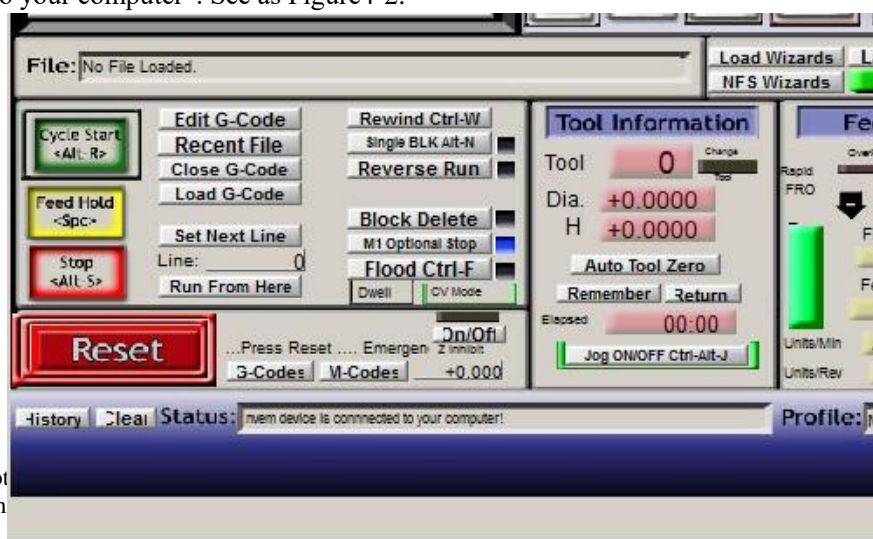 o your computer”. See as Figure4-2.
File: No File Loaded.
Load Wizards L
NFS Wizards
Cycle Start
<Alt-R>
Edit G-Code
Recent File
Close G-Code
Load G-Code
Rewind Ctrl-W
Single BLK Alt-N
Reverse Run
Feed Hold
<Spc>
Set Next Line
Line: 0
Run From Here
Block Delete
M1 Optional Stop
Flood Ctrl-F
Dwell CV Mode
Stop
<Alt-S>
Tool Information
Tool 0 Change
Tool
Dia. +0.0000
H +0.0000
Auto Tool Zero
Remember Return
Elapsed 00:00
Jog ON/OFF Ctrl-Alt-J
Fe
Rapid
FRO
F
Fe
Units/Min
Units/Rev
Reset
...Press Reset .... Emergen
On/Off
Z Inhibit
G-Codes M-Codes +0.000
History Clear Status: nvem device is connnected to your computer!
Profile: